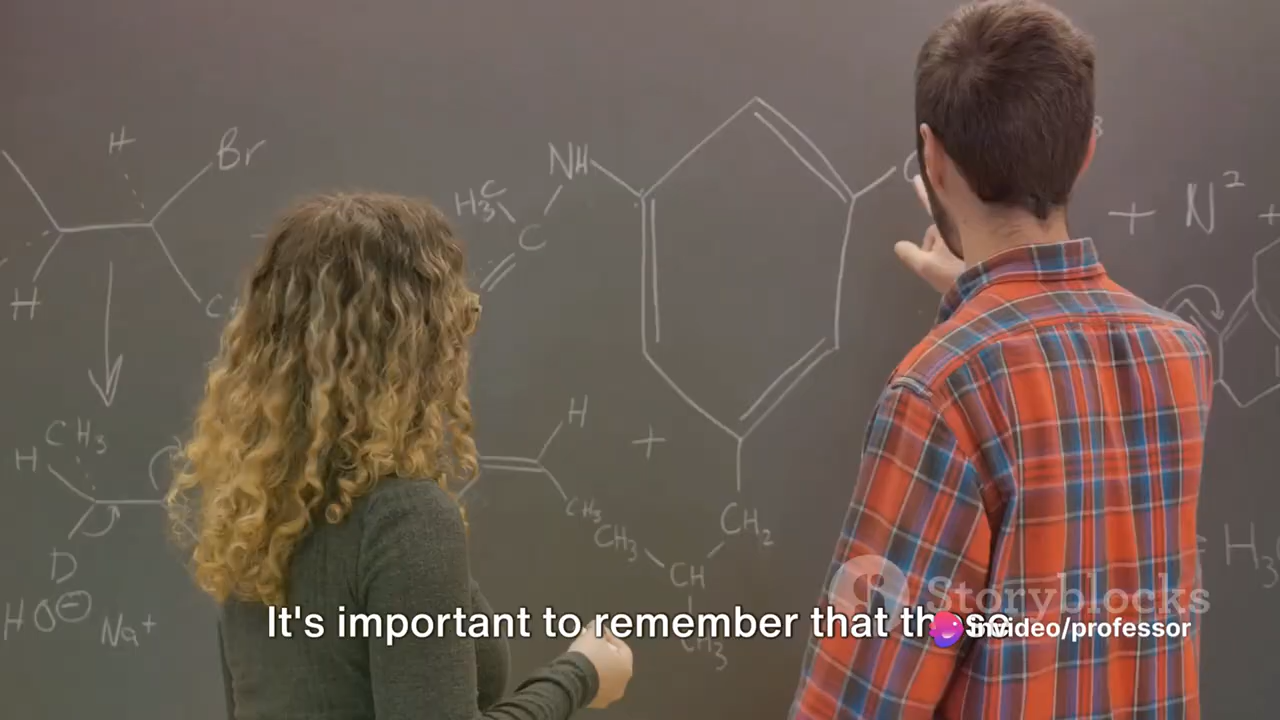 H
Br
NH
H3C
C
+ N2 +
H
H
CH3
H
+
CH3
CH3
CH2
CH
D
HO⊖
Na+
H3
It's important to remember that these
Storyblocks
invideo/professor